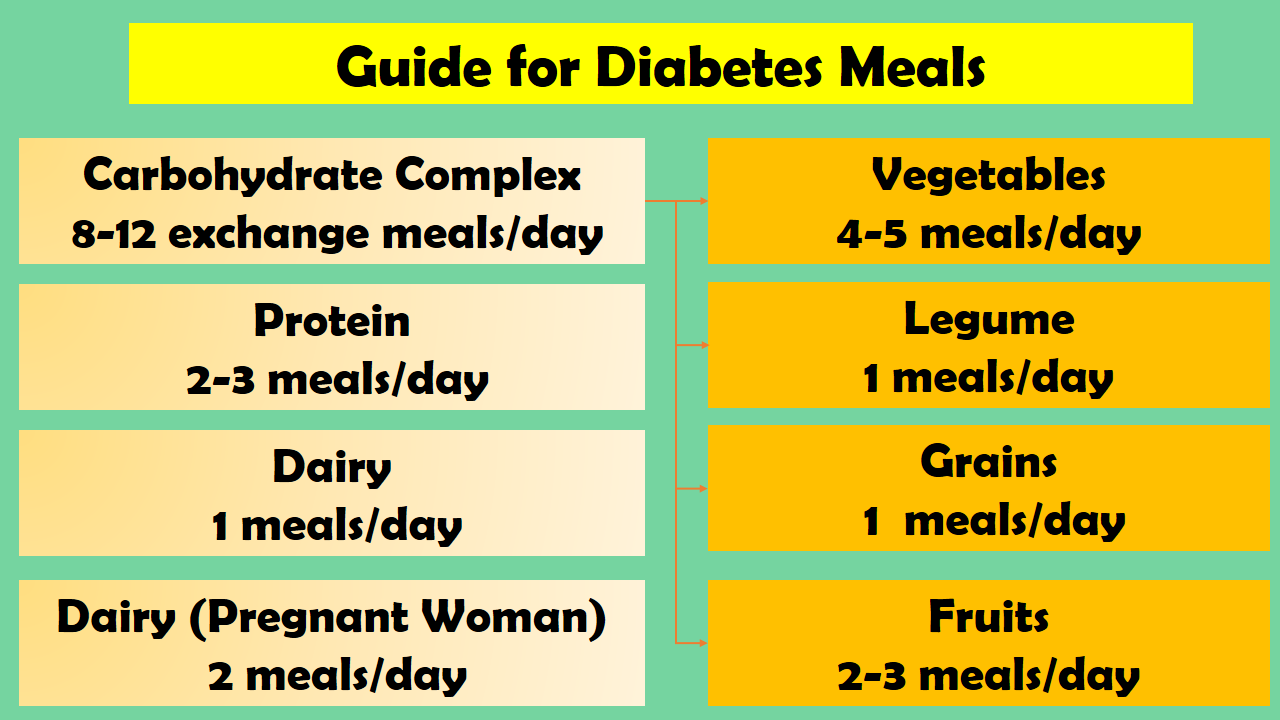 Guide for Diabetes Meals
Carbohydrate Complex
8-12 exchange meals/day
Protein
2-3 meals/day
Dairy
1 meals/day
Dairy (Pregnant Woman)
2 meals/day
Vegetables
4-5 meals/day
Legume
1 meals/day
Grains
1  meals/day
Fruits
2-3 meals/day